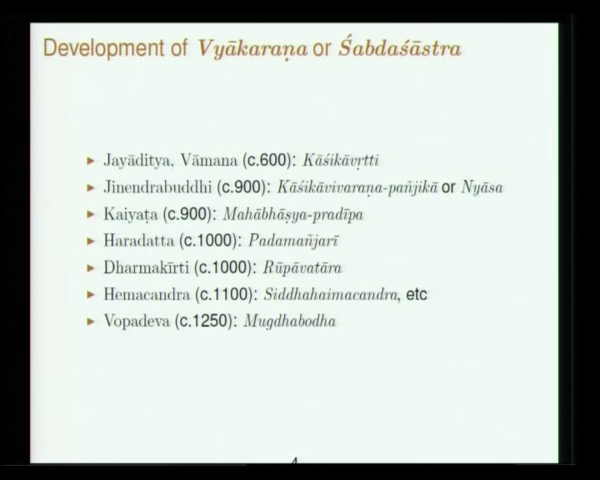 Development of Vyākaraṇa or Śabdaśāstra
► Jayāditya, Vāmana (c.600): Kāśikāvṛtti
► Jinendrabuddhi (c.900): Kāśikāvivaraṇa-pañjikā or Nyāsa
► Kaiyaṭa (c.900): Mahābhāṣya-pradīpa
► Haradatta (c.1000): Padamañjarī
► Dharmakīrti (c.1000): Rūpāvatāra
► Hemacandra (c.1100): Siddhahaimacandra, etc
► Vopadeva (c.1250): Mugdhabodha